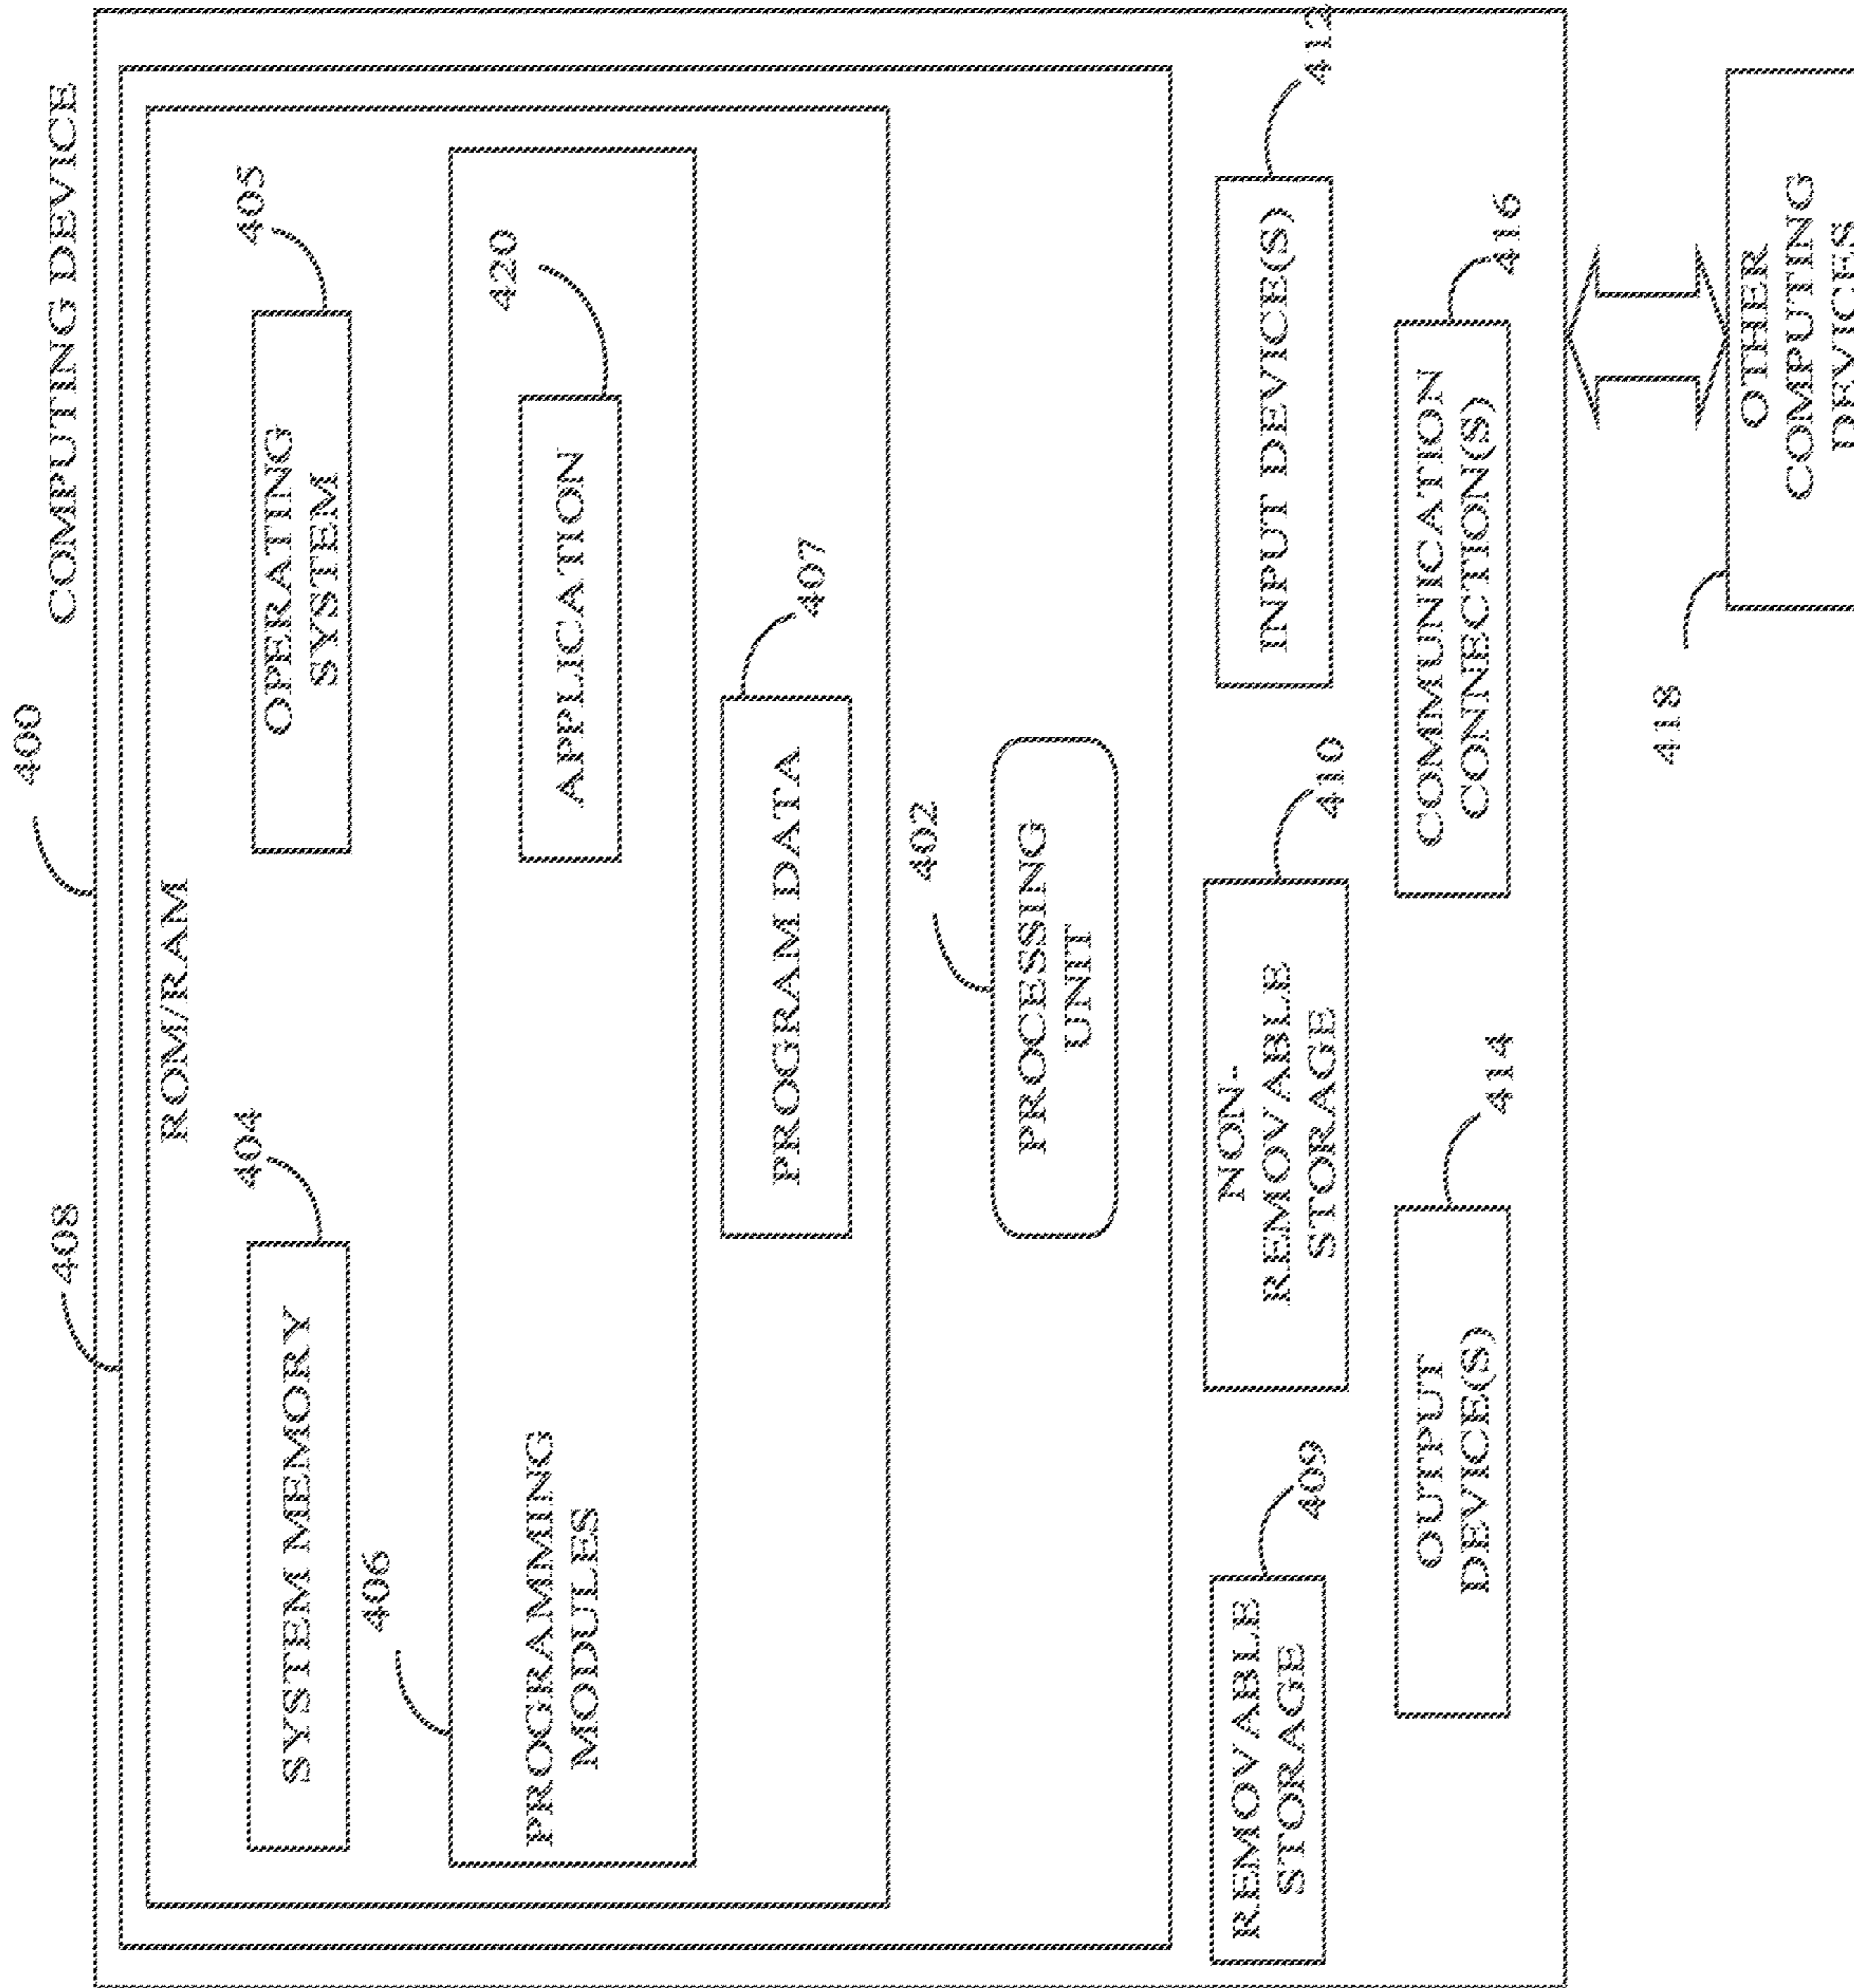 400
COMPUTING DEVICE
408
ROM/RAM
404
405
SYSTEM MEMORY
OPERATING
SYSTEM
406
420
PROGRAMMING
MODULES
APPLICATION
407
PROGRAM DATA
402
PROCESSING
UNIT
REMOVABLE
STORAGE
409
NON-
REMOVABLE
STORAGE
410
INPUT DEVICE(S)
412
OUTPUT
DEVICE(S)
414
COMMUNICATION
CONNECTION(S)
416
418
OTHER
COMPUTING
DEVICES